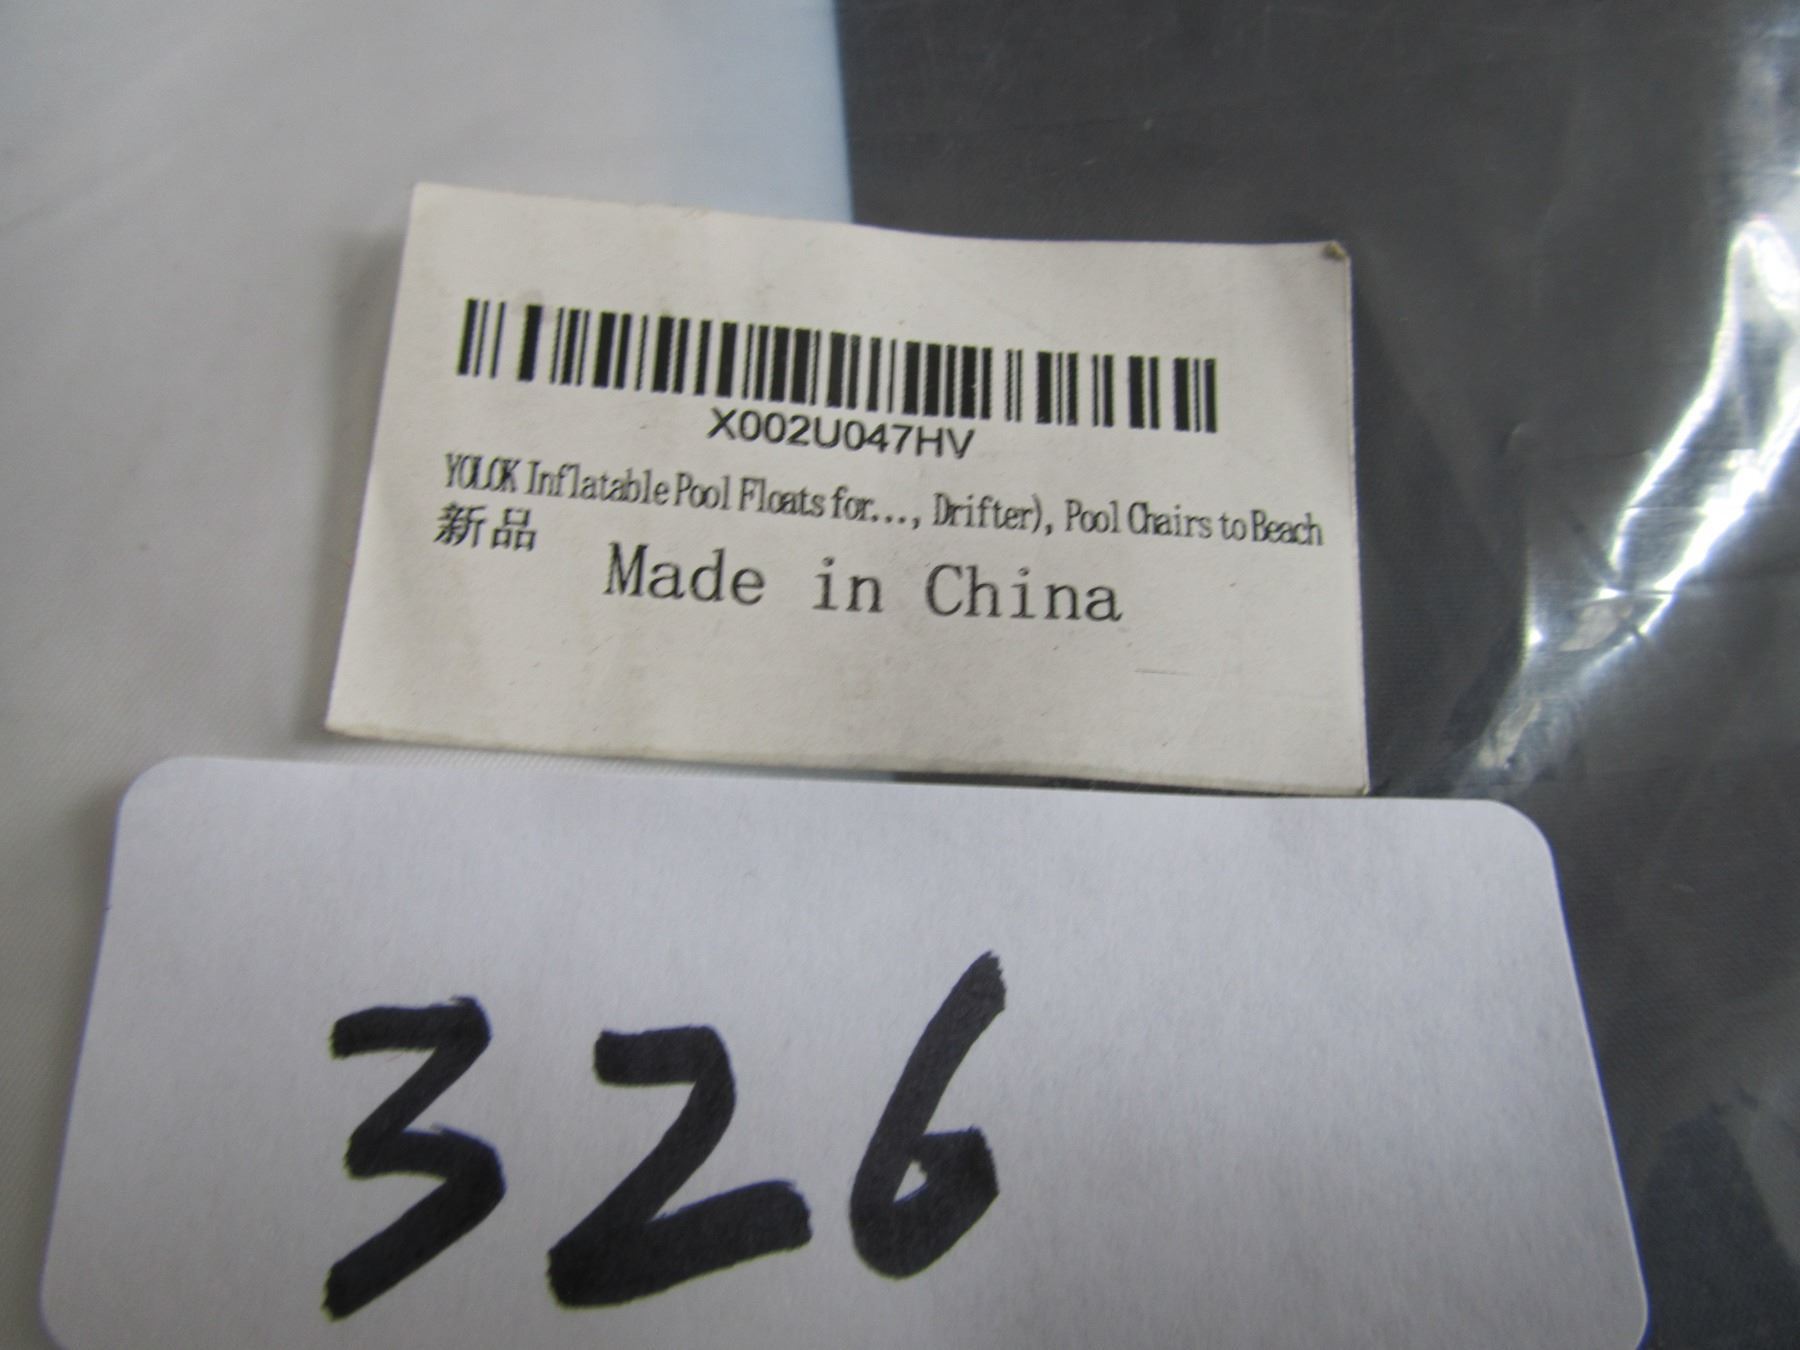 X002U047HV
YOLOK Inflatable Pool Floats for..., Drifter), Pool Chairs to Beach
新品
Made in China
326